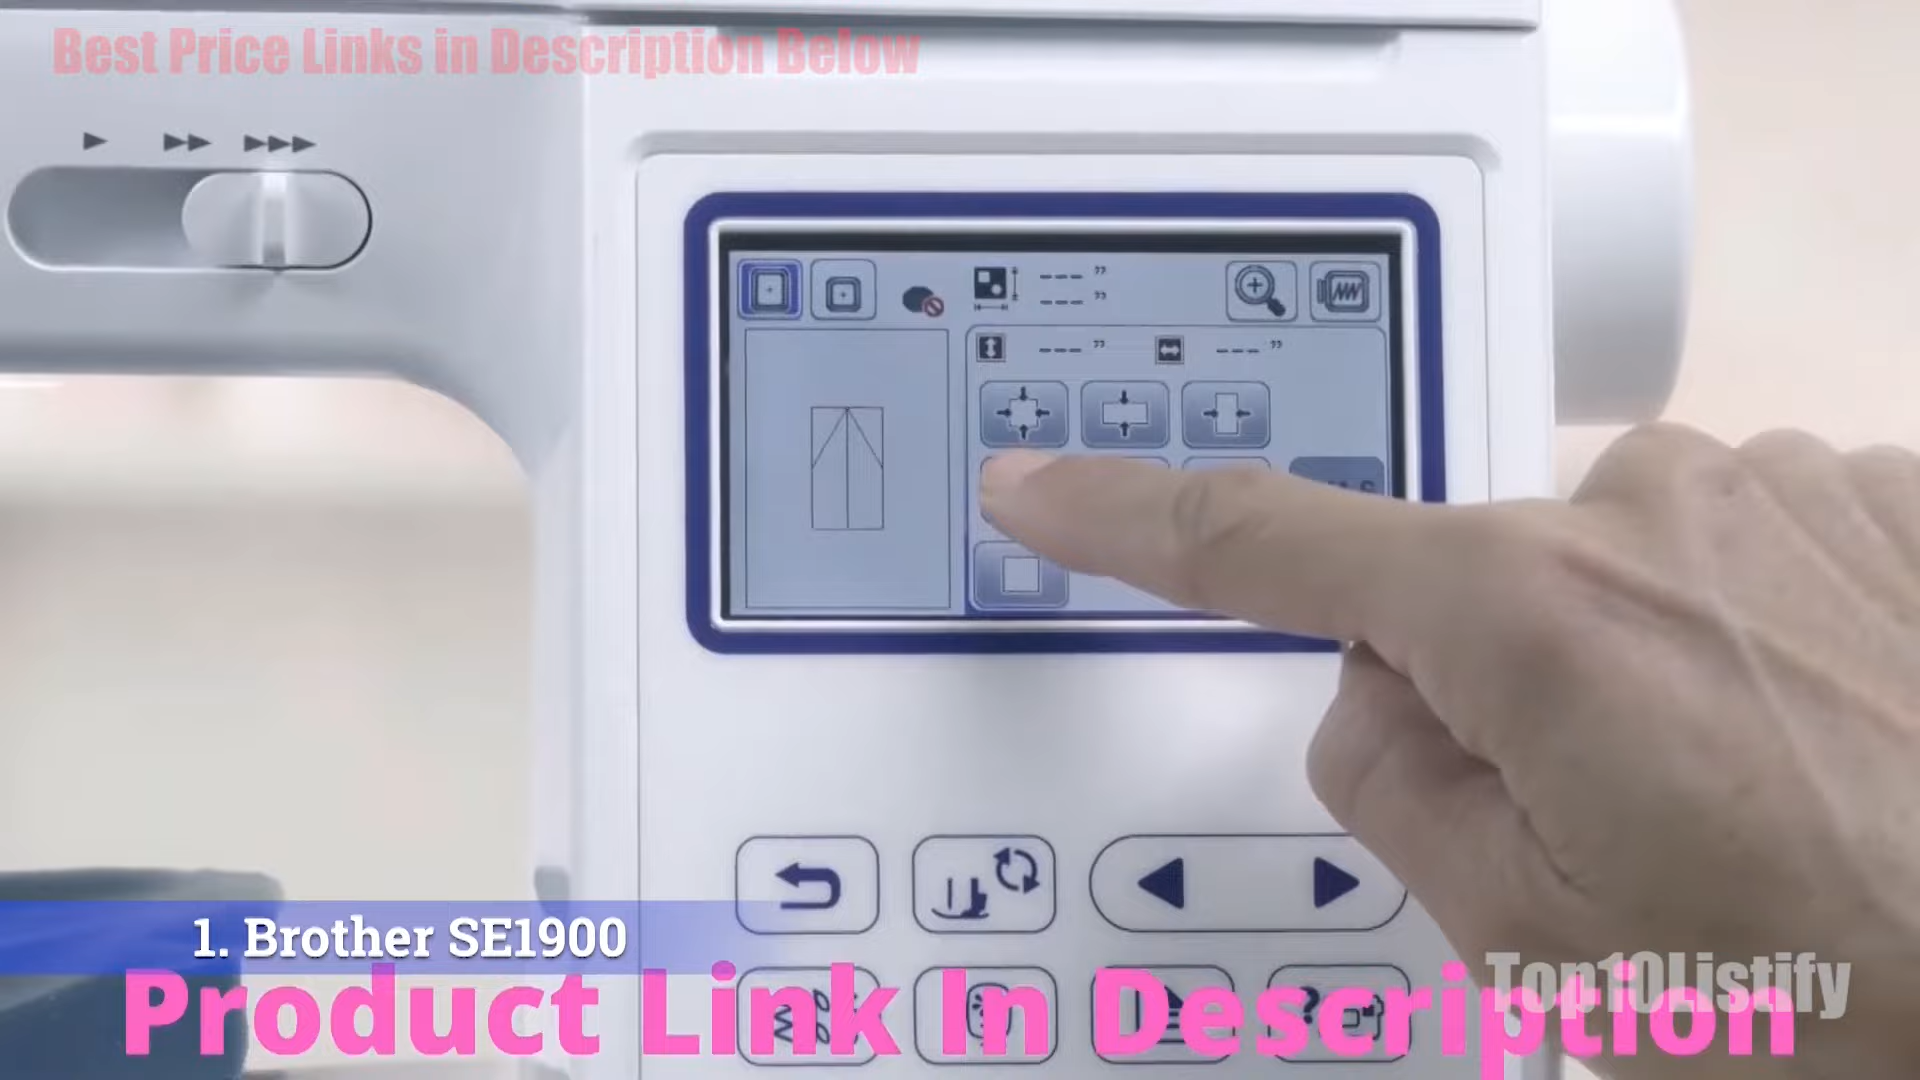 Best Price Links in Description Below
--- "
--- "
--- "
--- "
1. Brother SE1900
Top10Listify
Product Link In Description